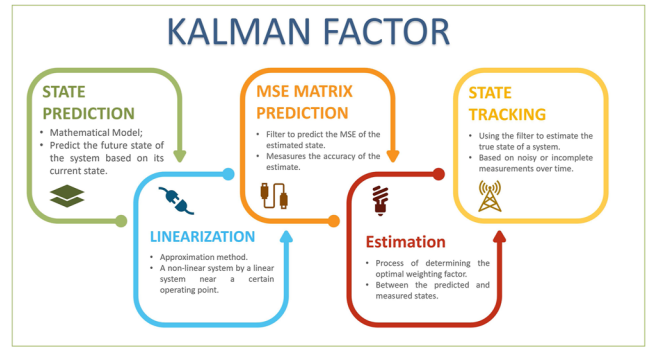 KALMAN FACTOR
STATE
PREDICTION
• Mathematical Model;
• Predict the future state of
the system based on its
current state.
LINEARIZATION
• Approximation method.
• A non-linear system by a linear
system near a certain
operating point.
MSE MATRIX
PREDICTION
• Filter to predict the MSE of the
estimated state.
• Mesasures the accuracy of the
estimate.
Estimation
• Process of determining the
optimal weighting factor.
• Between the predicted and
measured states.
STATE
TRACKING
• Using the filter to estimate the
true state of a system.
• Based on noisy or incomplete
measurements over time.